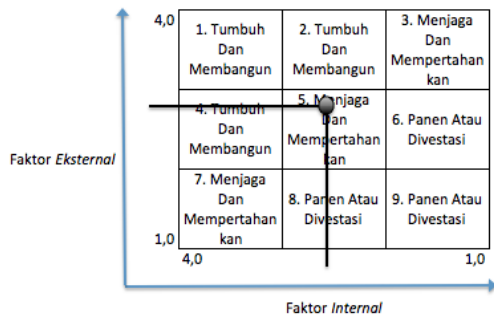 4,0
1. Tumbuh
Dan
Membangun
2. Tumbuh
Dan
Membangun
3. Menjaga
Dan
Mempertahan
kan
Faktor Eksternal
4. Tumbuh
Dan
Membangun
5. Menjaga
Dan
Mempertahan
kan
6. Panen Atau
Divestasi
7. Menjaga
Dan
Mempertahan
kan
8. Panen Atau
Divestasi
9. Panen Atau
Divestasi
1,0
4,0
1,0
Faktor Internal